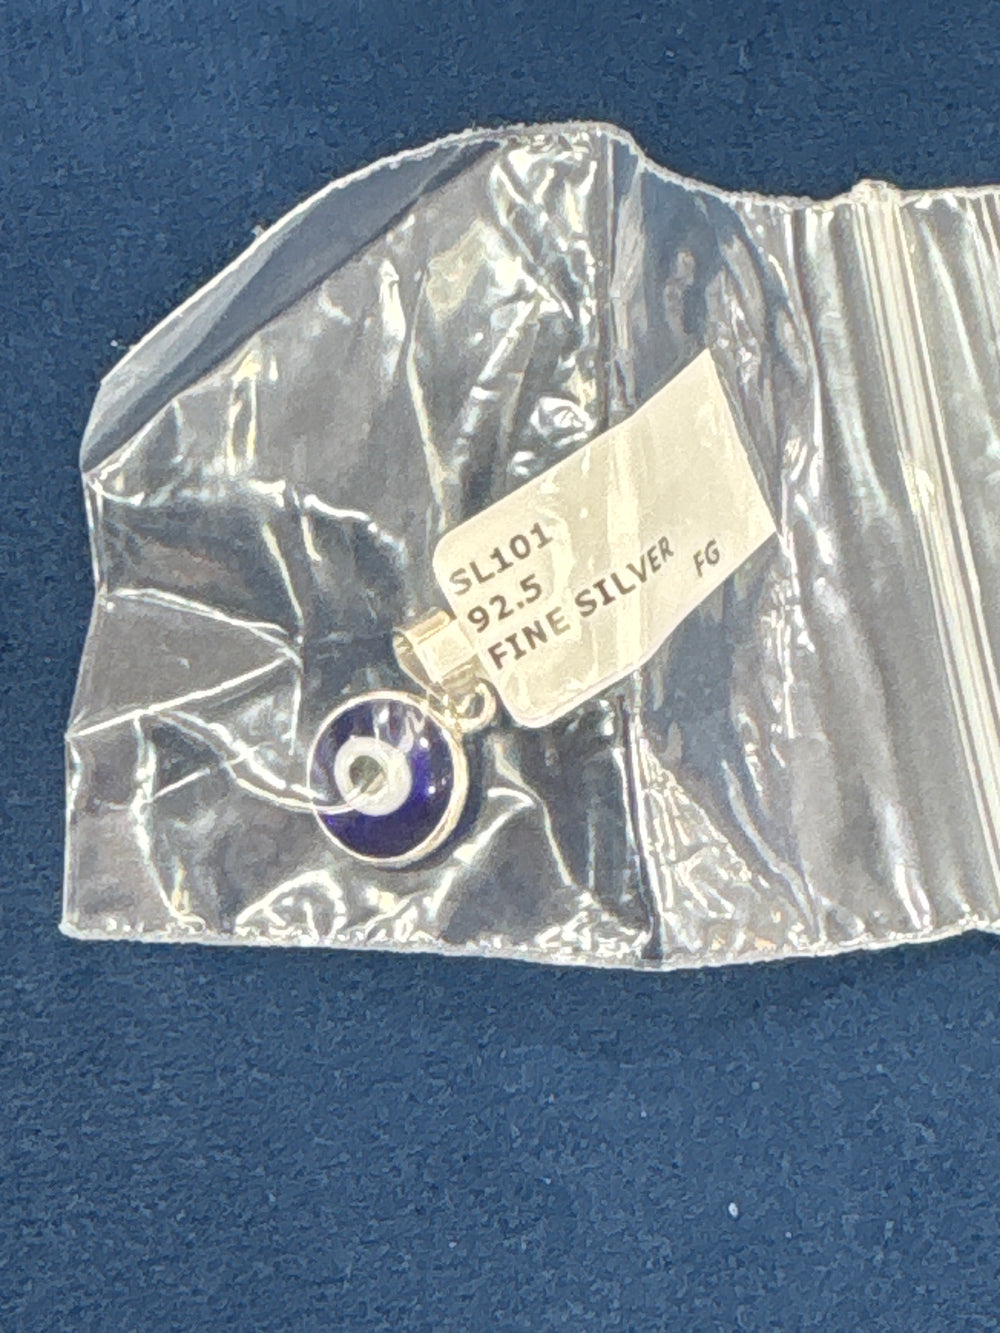 SL101
92.5
FINE SILVER
FG